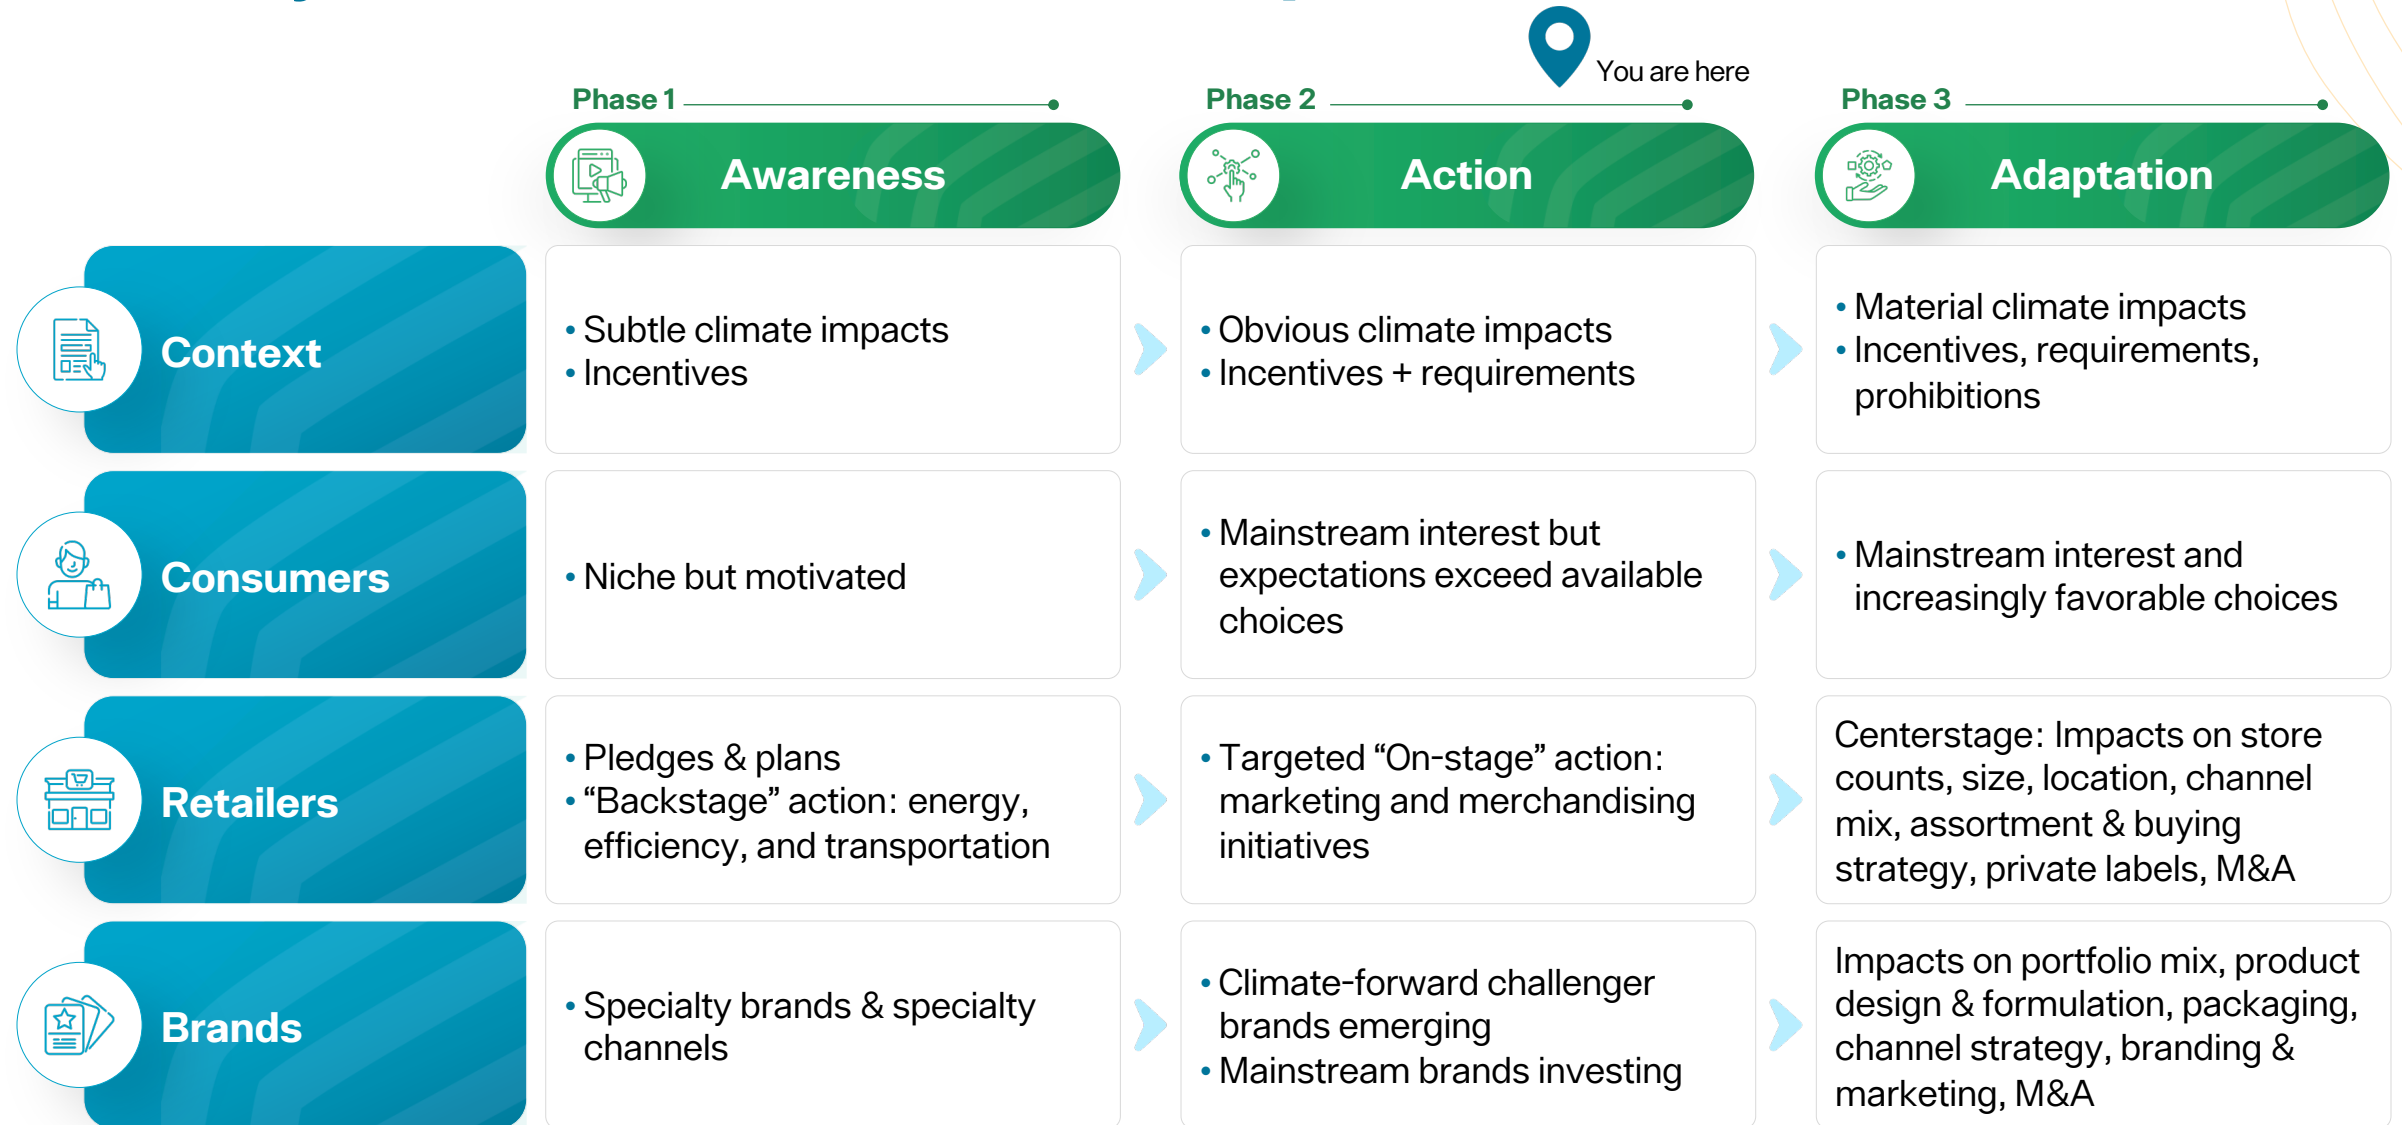 You are here
Phase 1
Phase 2
Phase 3
Awareness
Action
Adaptation
Context
• Subtle climate impacts
• Incentives
• Obvious climate impacts
• Incentives + requirements
• Material climate impacts
• Incentives, requirements,
prohibitions
Consumers
• Niche but motivated
• Mainstream interest but
expectations exceed available
choices
• Mainstream interest and
increasingly favorable choices
Retailers
• Pledges & plans
• “Backstage” action: energy,
efficiency, and transportation
• Targeted “On-stage” action:
marketing and merchandising
initiatives
Centerstage: Impacts on store
counts, size, location, channel
mix, assortment & buying
strategy, private labels, M&A
Brands
• Specialty brands & specialty
channels
• Climate-forward challenger
brands emerging
• Mainstream brands investing
Impacts on portfolio mix, product
design & formulation, packaging,
channel strategy, branding &
marketing, M&A